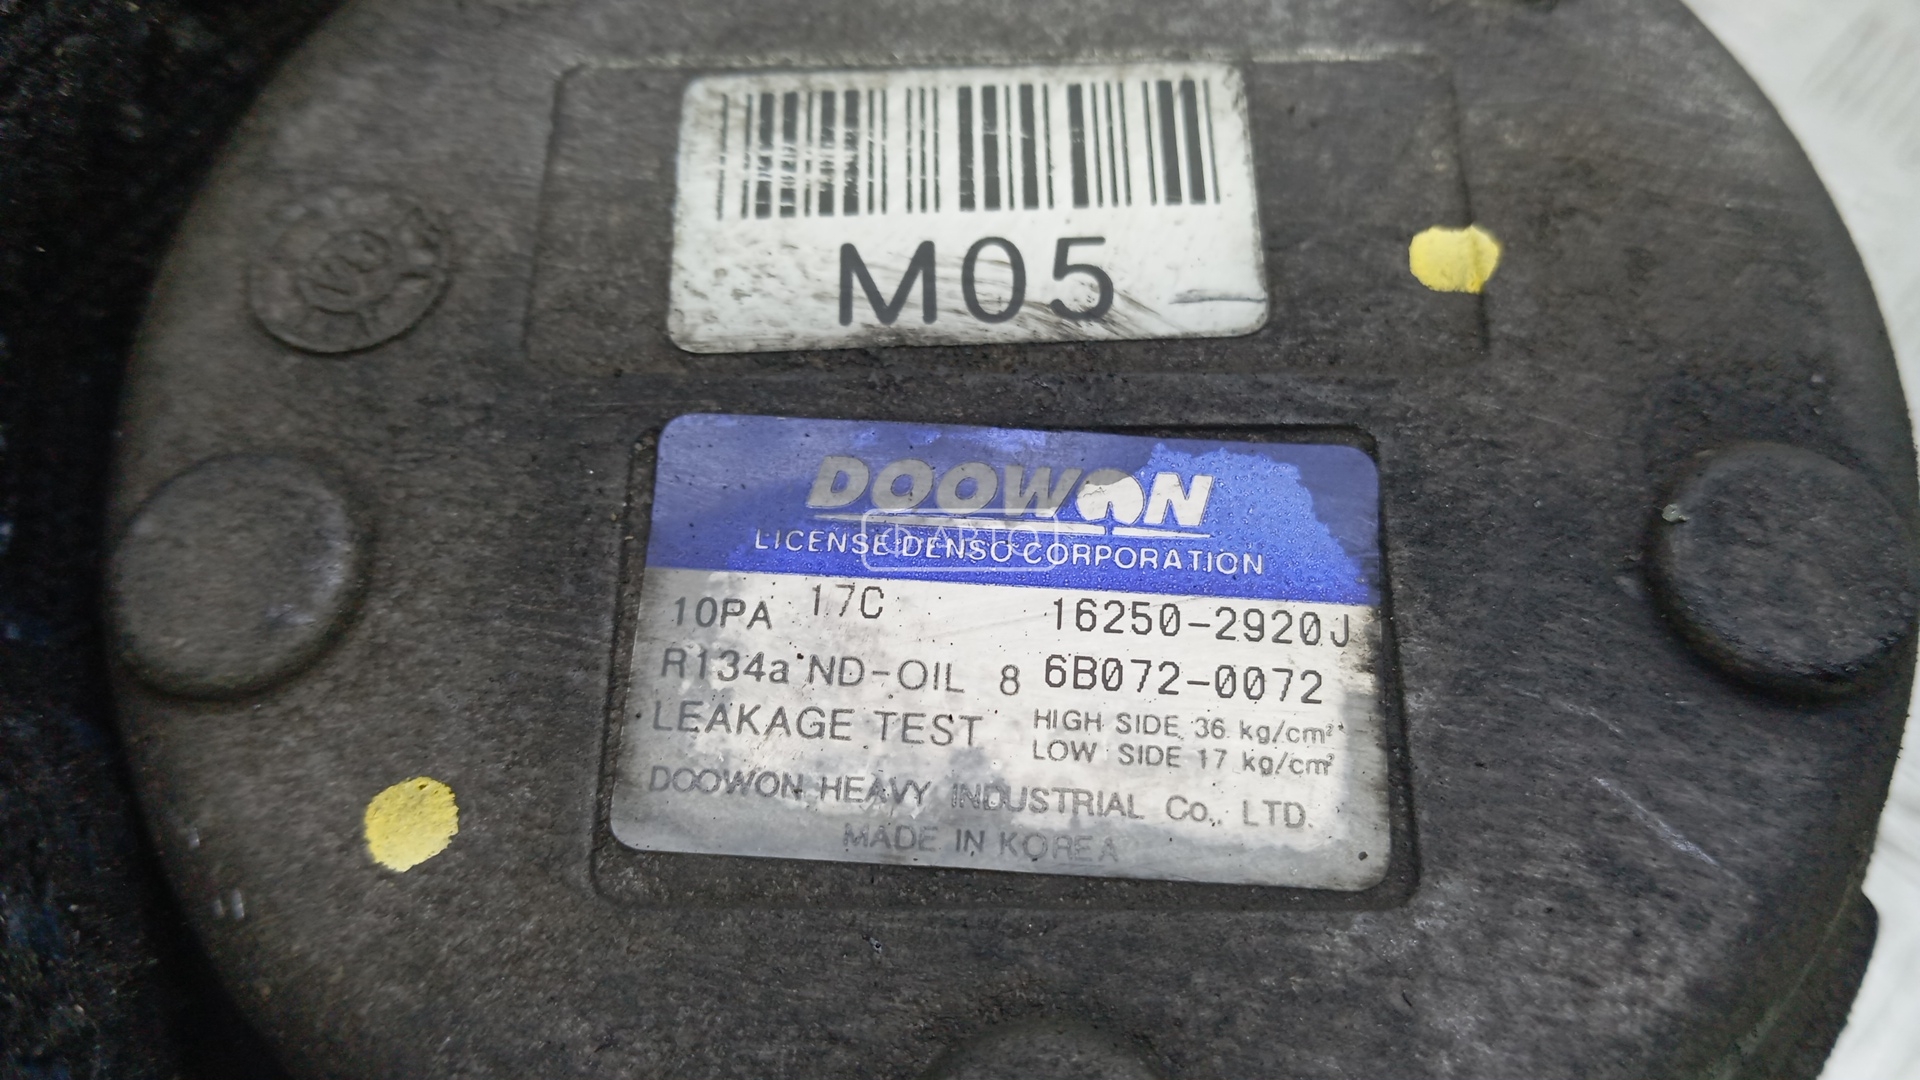 M05
DOOWON
LICENSE DENSO CORPORATION
10PA 17C 16250-2920J
R134a ND-OIL 8 6B072-0072
LEAKAGE TEST HIGH SIDE 36 kg/cm²
LOW SIDE 17 kg/cm²
DOOWON HEAVY INDUSTRIAL Co., LTD.
MADE IN KOREA